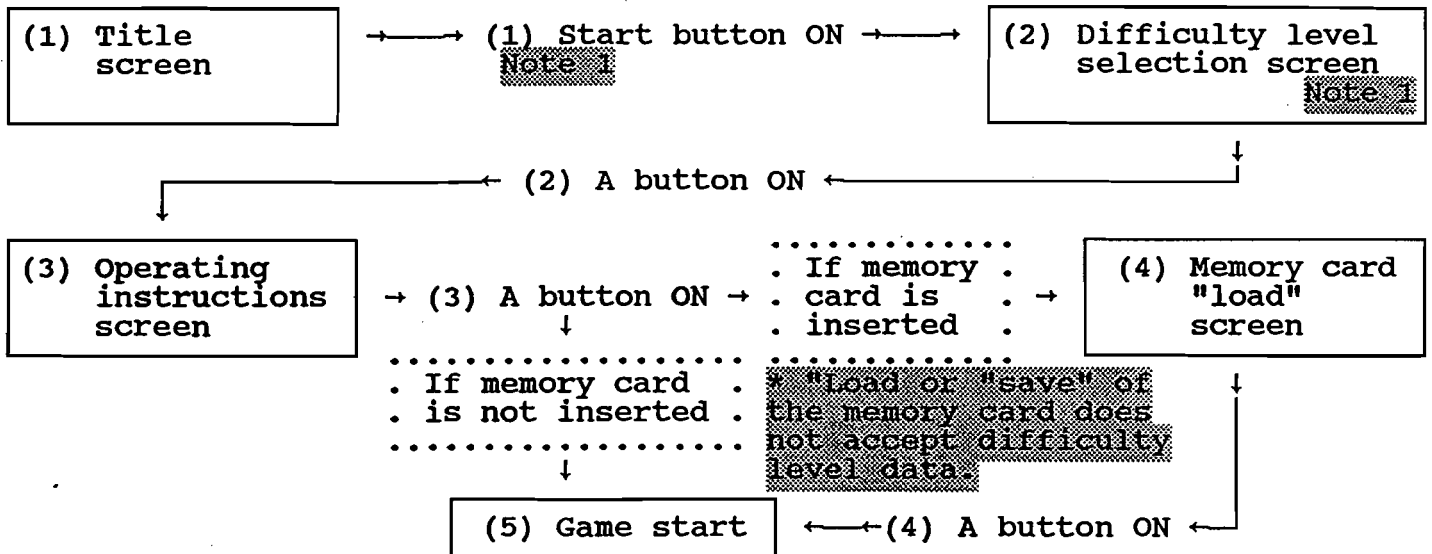 (1) Title
screen
(1) Start button ON
Note 1
(2) Difficulty level
selection screen
Note 1
(2) A button ON
(3) Operating
instructions
screen
(3) A button ON
If memory
card is
inserted
(4) Memory card
"load"
screen
If memory card
is not inserted
* "Load or "save" of
the memory card does
not accept difficulty
level data.
(5) Game start
(4) A button ON